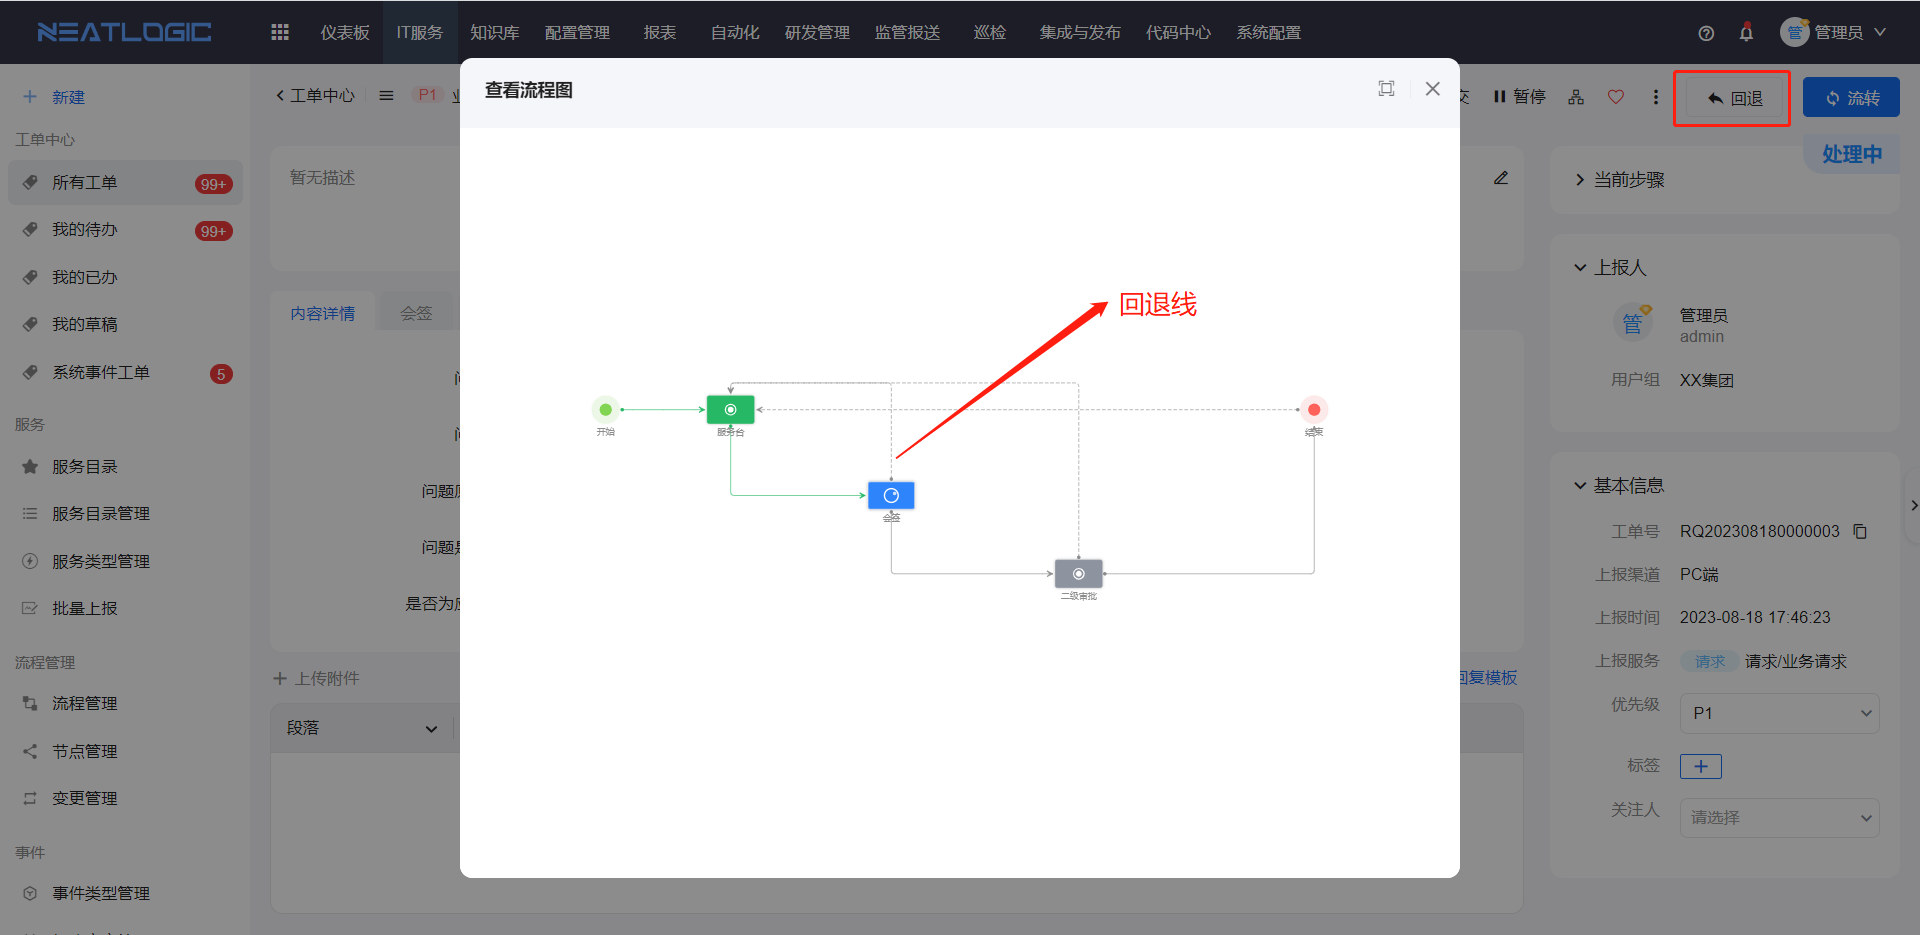 NEATLOGIC
仪表板 IT服务 知识库 配置管理 报表 自动化 研发管理 监管报送 巡检 集成与发布 代码中心 系统配置
管 管理员
新建
工单中心
所有工单 99+
我的待办 99+
我的已办
我的草稿
系统事件工单 5
服务
服务目录
服务目录管理
服务类型管理
批量上报
流程管理
流程管理
节点管理
变更管理
事件
事件类型管理
工单中心 P1
暂停 回退 流转
处理中
暂无描述
内容详情 会签
问题
问题是
是否为
上传附件
回复模板
段落
查看流程图
回退线
开始
服务台
会签
二级审批
结束
当前步骤
上报人
管 管理员
admin
用户组 XX集团
基本信息
工单号 RQ202308180000003
上报渠道 PC端
上报时间 2023-08-18 17:46:23
上报服务 请求 请求/业务请求
优先级 P1
标签
关注人 请选择